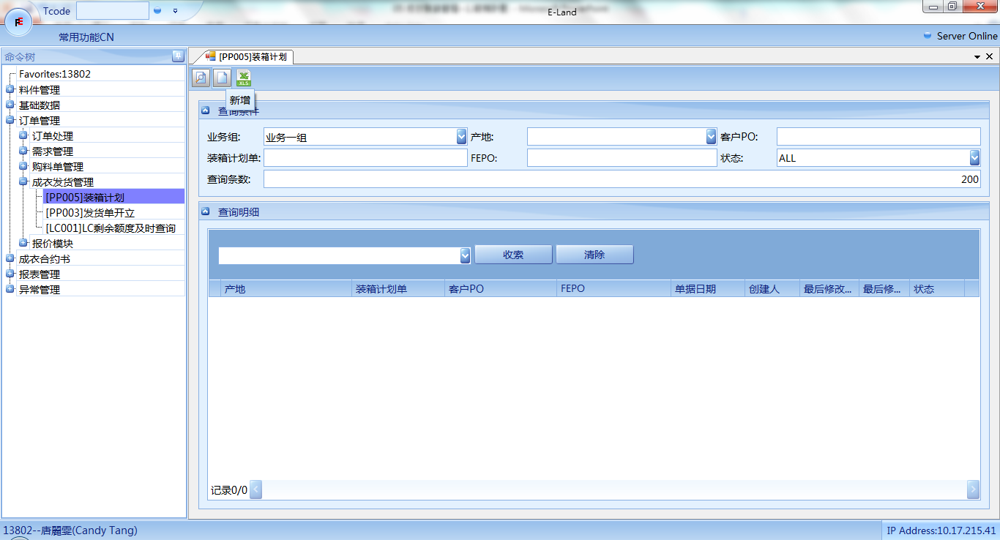 Tcode
E-Land
常用功能CN
Server Online
命令树
[PP005]装箱计划
Favorites:13802
料件管理
基础数据
订单管理
订单处理
需求管理
购料单管理
成衣发货管理
[PP005]装箱计划
[PP003]发货单开立
[LC001]LC剩余额度及时查询
报价模块
成衣合约书
报表管理
异常管理
XLS
新增
查询条件
业务组: 业务一组 产地: 客户PO:
装箱计划单: FEPO: 状态: ALL
查询条数: 200
查询明细
收索 清除
产地 装箱计划单 客户PO FEPO 单据日期 创建人 最后修改... 最后修... 状态
记录0/0
13802--唐麗雯(Candy Tang)
IP Address:10.17.215.41